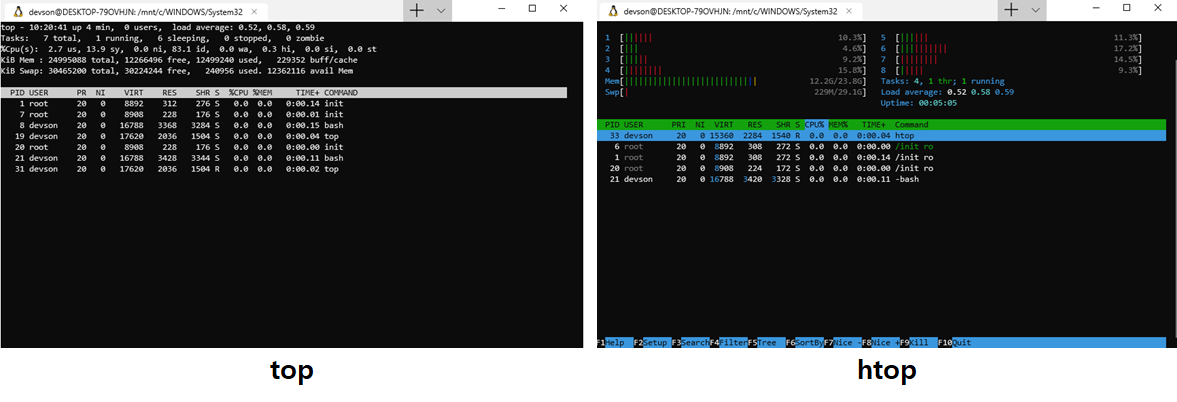 devson@DESKTOP-79OVHJN: /mnt/c/WINDOWS/System32
top - 10:20:41 up 4 min,  0 users,  load average: 0.52, 0.58, 0.59
Tasks:   7 total,   1 running,   6 sleeping,   0 stopped,   0 zombie
%Cpu(s):  2.7 us, 13.9 sy,  0.0 ni, 83.1 id,  0.0 wa,  0.3 hi,  0.0 si,  0.0 st
KiB Mem : 24995088 total, 12266496 free, 12499240 used,   229352 buff/cache
KiB Swap: 30465200 total, 30224244 free,   240956 used. 12362116 avail Mem
PID USER PR NI VIRT RES SHR S %CPU %MEM TIME+ COMMAND
1 root 20 0 8892 312 276 S 0.0 0.0 0:00.14 init
7 root 20 0 8908 228 176 S 0.0 0.0 0:00.01 init
8 devson 20 0 16788 3368 3284 S 0.0 0.0 0:00.15 bash
19 devson 20 0 17620 2036 1504 S 0.0 0.0 0:00.04 top
20 root 20 0 8908 228 176 S 0.0 0.0 0:00.00 init
21 devson 20 0 16788 3428 3344 S 0.0 0.0 0:00.11 bash
31 devson 20 0 17620 2036 1504 R 0.0 0.0 0:00.02 top
top
devson@DESKTOP-79OVHJN: /mnt/c/WINDOWS/System32
1 [|||||| 10.3%] 5 [|||||| 11.3%]
2 [||| 4.6%] 6 [|||||||||| 17.2%]
3 [||||| 9.2%] 7 [|||||||| 14.5%]
4 [|||||||| 15.8%] 8 [||||| 9.3%]
Mem[||||||||||||||||||||||||||||| 12.2G/23.8G] Tasks: 4, 1 thr; 1 running
Swp[| 229M/29.1G] Load average: 0.52 0.58 0.59
Uptime: 00:05:05
PID USER PRI NI VIRT RES SHR S CPU% MEM% TIME+ Command
33 devson 20 0 15360 2284 1540 R 0.0 0.0 0:00.04 htop
6 root 20 0 8892 308 272 S 0.0 0.0 0:00.00 /init ro
1 root 20 0 8892 308 272 S 0.0 0.0 0:00.14 /init ro
20 root 20 0 8908 224 172 S 0.0 0.0 0:00.00 /init ro
21 devson 20 0 16788 3420 3328 S 0.0 0.0 0:00.11 -bash
F1Help F2Setup F3SearchF4FilterF5Tree F6SortByF7Nice -F8Nice +F9Kill F10Quit
htop